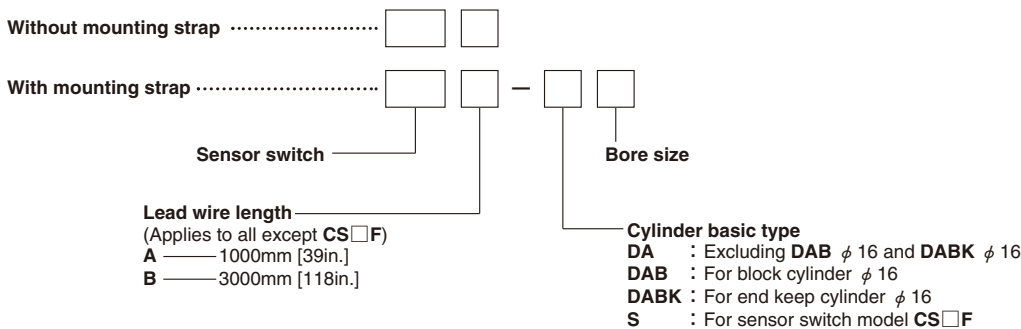 Without mounting strap
With mounting strap
Sensor switch
Bore size
Lead wire length
(Applies to all except CS□F)
A 1000mm [39in.]
B 3000mm [118in.]
Cylinder basic type
DA : Excluding DAB φ 16 and DABK φ 16
DAB : For block cylinder φ 16
DABK : For end keep cylinder φ 16
S : For sensor switch model CS□F